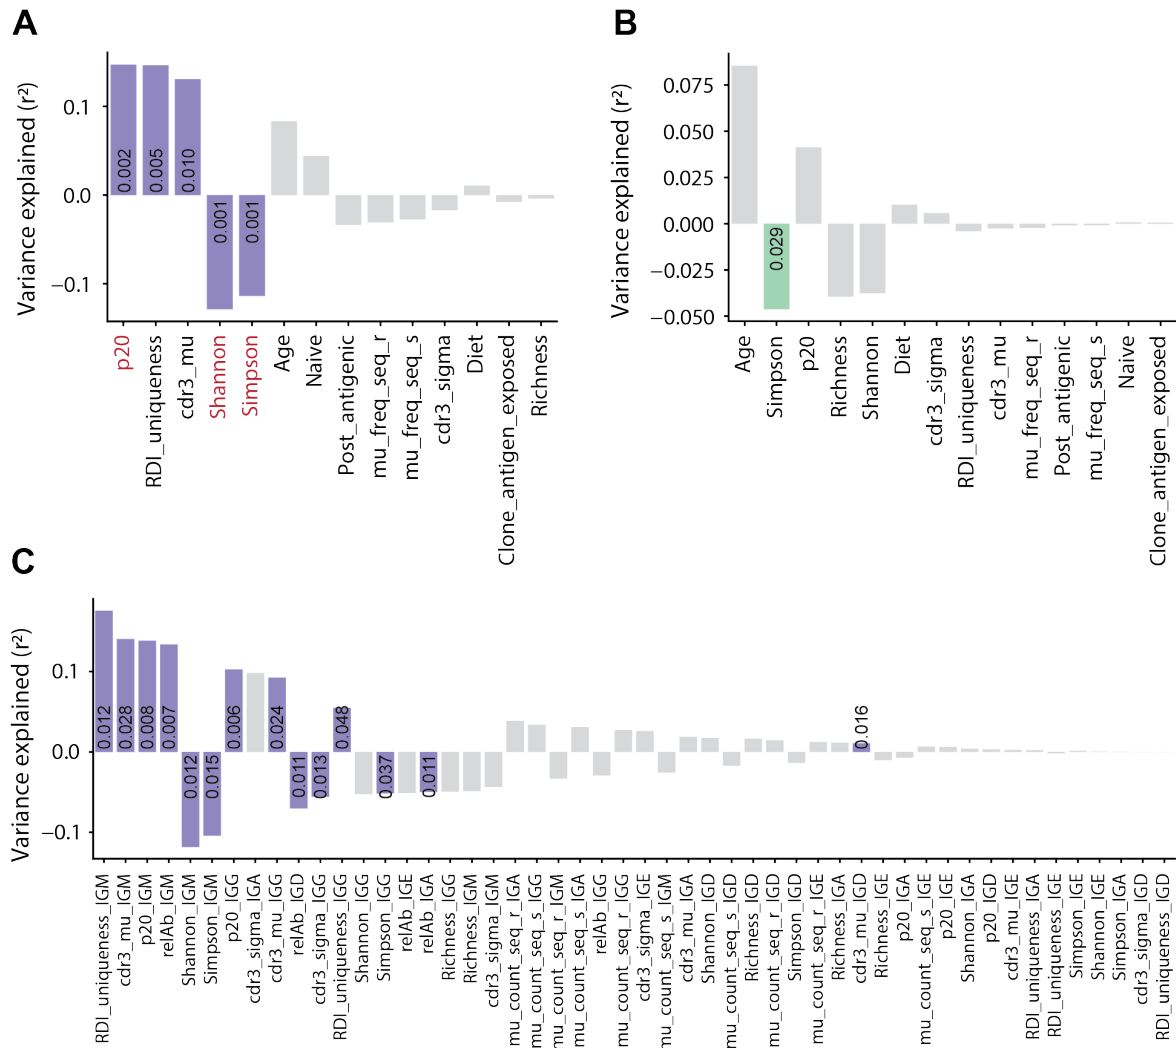 A
Variance explained (r²)
0.1
0.0
−0.1
0.002
0.005
0.010
0.001
0.001
p20
RDI_uniqueness
cdr3_mu
Shannon
Simpson
Age
Naive
Post_antigenic
mu_freq_seq_r
mu_freq_seq_s
cdr3_sigma
Diet
Clone_antigen_exposed
Richness
B
Variance explained (r²)
0.075
0.050
0.025
0.000
−0.025
−0.050
0.029
Age
Simpson
p20
Richness
Shannon
Diet
cdr3_sigma
RDI_uniqueness
cdr3_mu
mu_freq_seq_r
Post_antigenic
mu_freq_seq_s
Naive
Clone_antigen_exposed
C
Variance explained (r²)
0.1
0.0
−0.1
0.012
0.028
0.008
0.007
0.012
0.015
0.006
0.024
0.011
0.013
0.048
0.037
0.011
0.016
RDI_uniqueness_IGM
cdr3_mu_IGM
p20_IGM
relAb_IGM
Shannon_IGM
Simpson_IGM
p20_IGG
cdr3_sigma_IGA
cdr3_mu_IGG
relAb_IGD
cdr3_sigma_IGG
RDI_uniqueness_IGG
Shannon_IGG
Simpson_IGG
relAb_IGE
relAb_IGA
Richness_IGG
Richness_IGM
cdr3_sigma_IGM
mu_count_seq_r_IGA
mu_count_seq_s_IGG
mu_count_seq_r_IGM
mu_count_seq_s_IGA
relAb_IGG
mu_count_seq_r_IGG
cdr3_sigma_IGE
mu_count_seq_s_IGM
cdr3_mu_IGA
Shannon_IGD
mu_count_seq_s_IGD
Richness_IGD
mu_count_seq_r_IGD
Simpson_IGD
mu_count_seq_r_IGE
Richness_IGA
cdr3_mu_IGD
Richness_IGE
p20_IGA
mu_count_seq_s_IGE
p20_IGE
Shannon_IGA
p20_IGD
cdr3_mu_IGE
RDI_uniqueness_IGA
RDI_uniqueness_IGE
Simpson_IGE
Shannon_IGE
Simpson_IGA
cdr3_sigma_IGD
RDI_uniqueness_IGD